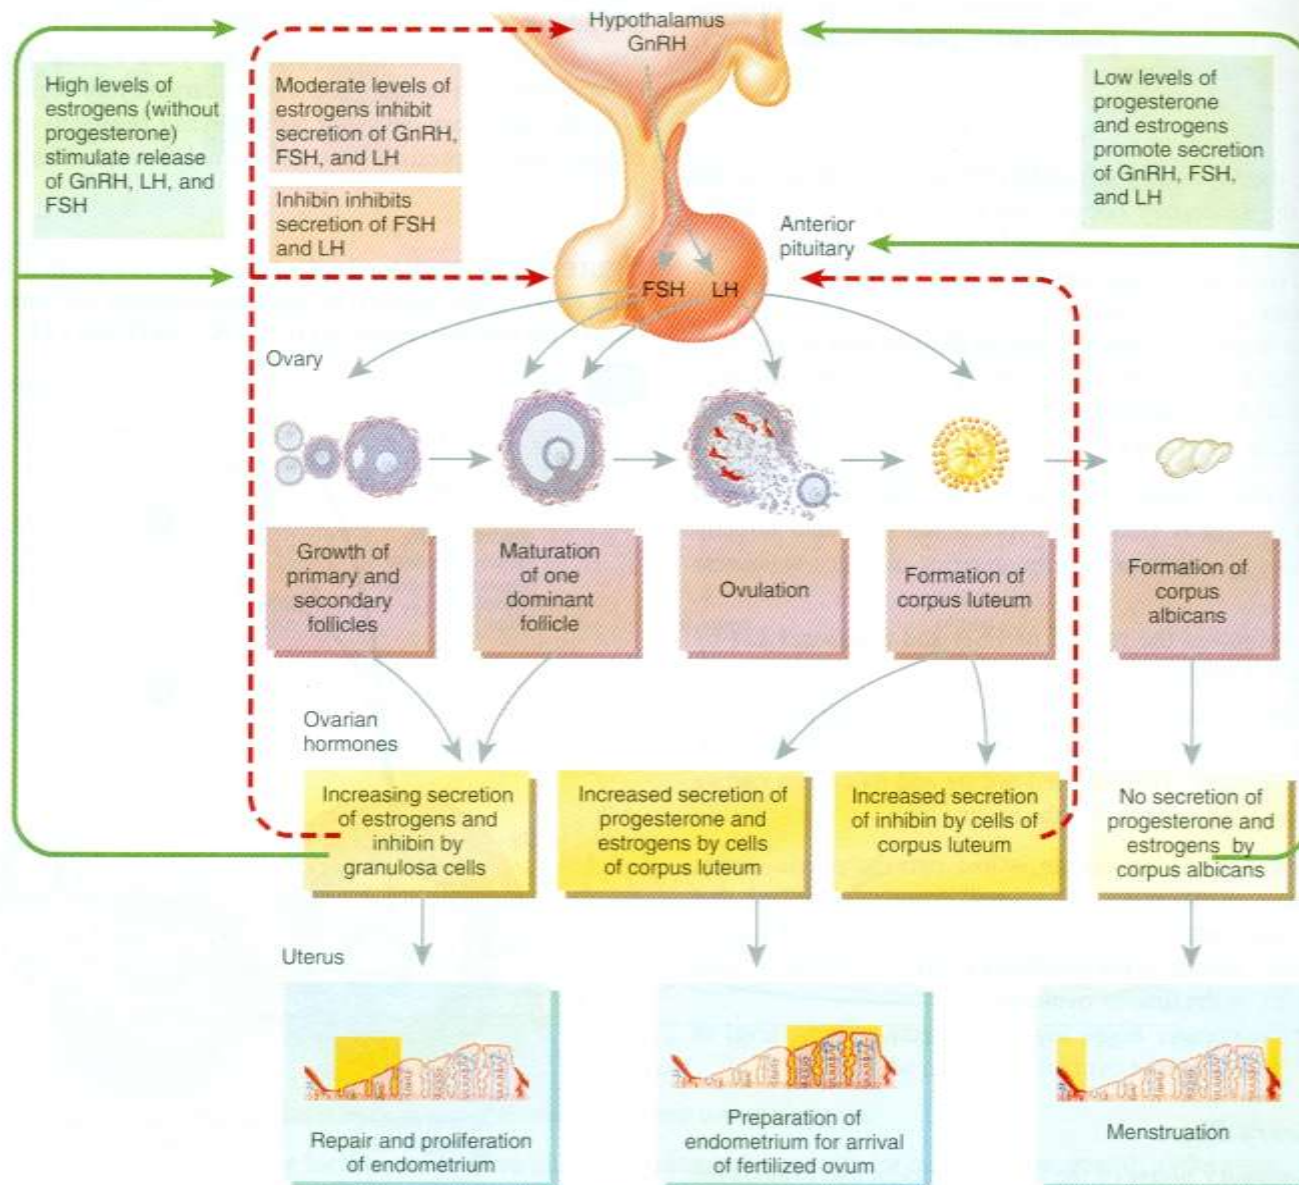 Hypothalamus
GnRH
High levels of
estrogens (without
progesterone)
stimulate release
of GnRH, LH, and
FSH
Moderate levels of
estrogens inhibit
secretion of GnRH,
FSH, and LH
Inhibin inhibits
secretion of FSH
and LH
Low levels of
progesterone
and estrogens
promote secretion
of GnRH, FSH,
and LH
Anterior
pituitary
FSH LH
Ovary
Growth of
primary and
secondary
follicles
Maturation
of one
dominant
follicle
Ovulation
Formation of
corpus luteum
Formation of
corpus
albicans
Ovarian
hormones
Increasing secretion
of estrogens and
inhibin by
granulosa cells
Increased secretion of
progesterone and
estrogens by cells
of corpus luteum
Increased secretion
of inhibin by cells of
corpus luteum
No secretion of
progesterone and
estrogens by
corpus albicans
Uterus
Repair and proliferation
of endometrium
Preparation of
endometrium for arrival
of fertilized ovum
Menstruation